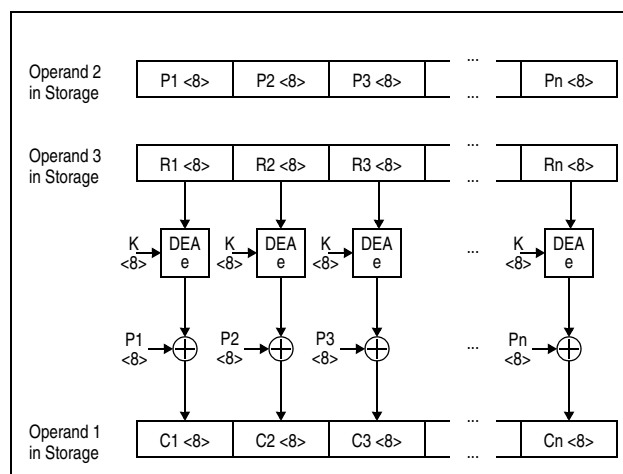 Operand 2
in Storage
P1 <8> P2 <8> P3 <8> ... ... Pn <8>
Operand 3
in Storage
R1 <8> R2 <8> R3 <8> ... ... Rn <8>
K
<8>
DEA
e
K
<8>
DEA
e
K
<8>
DEA
e
...
K
<8>
DEA
e
P1
<8>
P2
<8>
P3
<8>
...
Pn
<8>
Operand 1
in Storage
C1 <8> C2 <8> C3 <8> ... ... Cn <8>